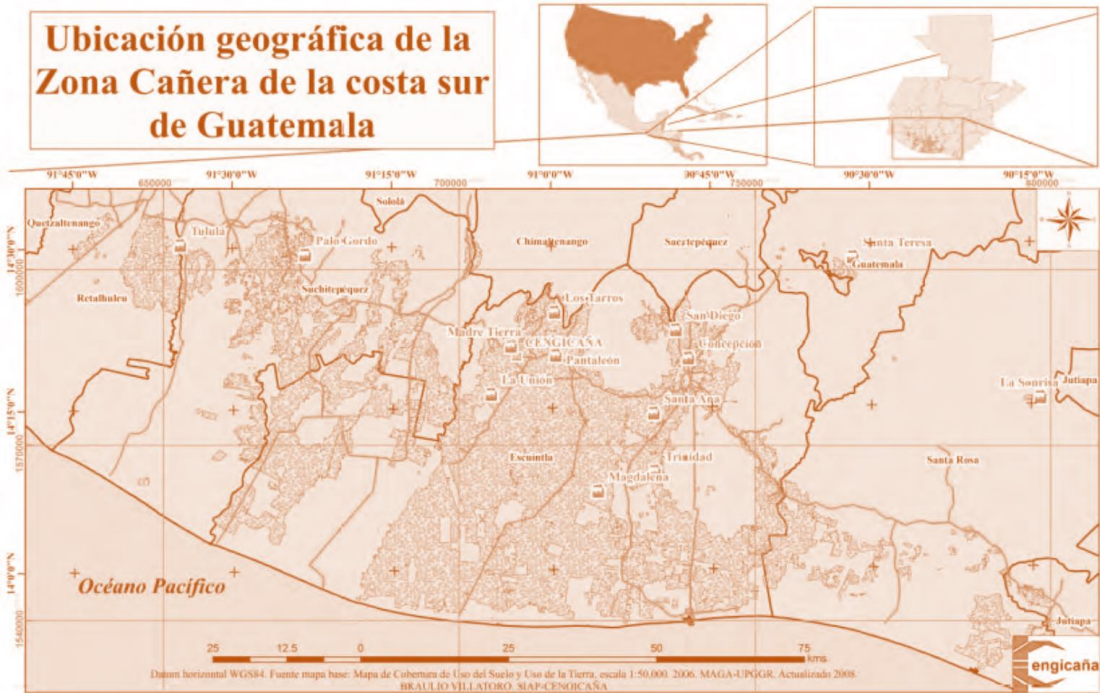 Ubicación geográfica de la
Zona Cañera de la costa sur
de Guatemala
91°45'0"W
91°30'0"W
91°15'0"W
91°0'0"W
90°30'0"W
90°15'0"W
650000
700000
750000
800000
14°30'0"N
1600000
14°15'0"N
1570000
14°0'0"N
1540000
Quetzaltenango
Tululá
Palo Gordo
Sololá
Chimaltenango
Santa Teresa
Guatemala
Retalhuleu
Suchitepéquez
Los Tarros
San Diego
Madre Tierra
CENGICAÑA
Concepción
Pantaleón
La Unión
Santa Ana
La Sonrisa
Jutiapa
Escuintla
Trinidad
Magdalena
Santa Rosa
Océano Pacífico
Jutiapa
25 12.5 0 25 50 75
kms
Datum horizontal WGS84. Fuente mapa base: Mapa de Cobertura de Uso del Suelo y Uso de la Tierra, escala 1:50,000. 2006. MAGA-UPGGR. Actualizado 2008.
BRAULIO VILLATORO. SIAP-CENGICAÑA
engicaña